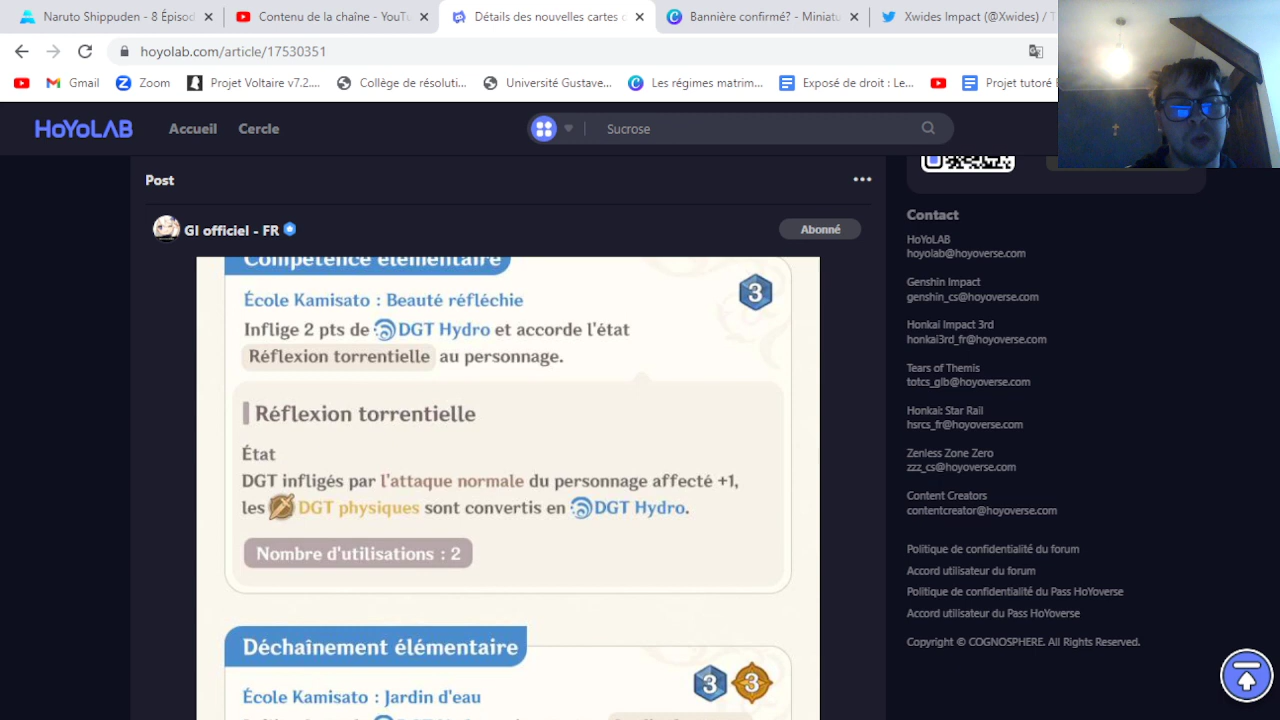 Naruto Shippuden - 8 Épisod
Contenu de la chaîne - YouTu
Détails des nouvelles cartes d
Bannière confirmé? - Miniatu
Xwides Impact (@Xwides) / T
hoyolab.com/article/17530351
Gmail
Zoom
Projet Voltaire v7.2....
Collège de résoluti...
Université Gustave...
Les régimes matrim...
Exposé de droit : Le...
Projet tutoré
HoYoLAB
Accueil
Cercle
Sucrose
Post
GI officiel - FR
Abonné
Compétence élémentaire
3
École Kamisato : Beauté réfléchie
Inflige 2 pts de DGT Hydro et accorde l'état
Réflexion torrentielle au personnage.
Réflexion torrentielle
État
DGT infligés par l'attaque normale du personnage affecté +1,
les DGT physiques sont convertis en DGT Hydro.
Nombre d'utilisations : 2
Déchaînement élémentaire
3 3
École Kamisato : Jardin d'eau
Contact
HoYoLAB
hoyolab@hoyoverse.com
Genshin Impact
genshin_cs@hoyoverse.com
Honkai Impact 3rd
honkai3rd_fr@hoyoverse.com
Tears of Themis
totcs_glb@hoyoverse.com
Honkai: Star Rail
hsrcs_fr@hoyoverse.com
Zenless Zone Zero
zzz_cs@hoyoverse.com
Content Creators
contentcreator@hoyoverse.com
Politique de confidentialité du forum
Accord utilisateur du forum
Politique de confidentialité du Pass HoYoverse
Accord utilisateur du Pass HoYoverse
Copyright © COGNOSPHERE. All Rights Reserved.